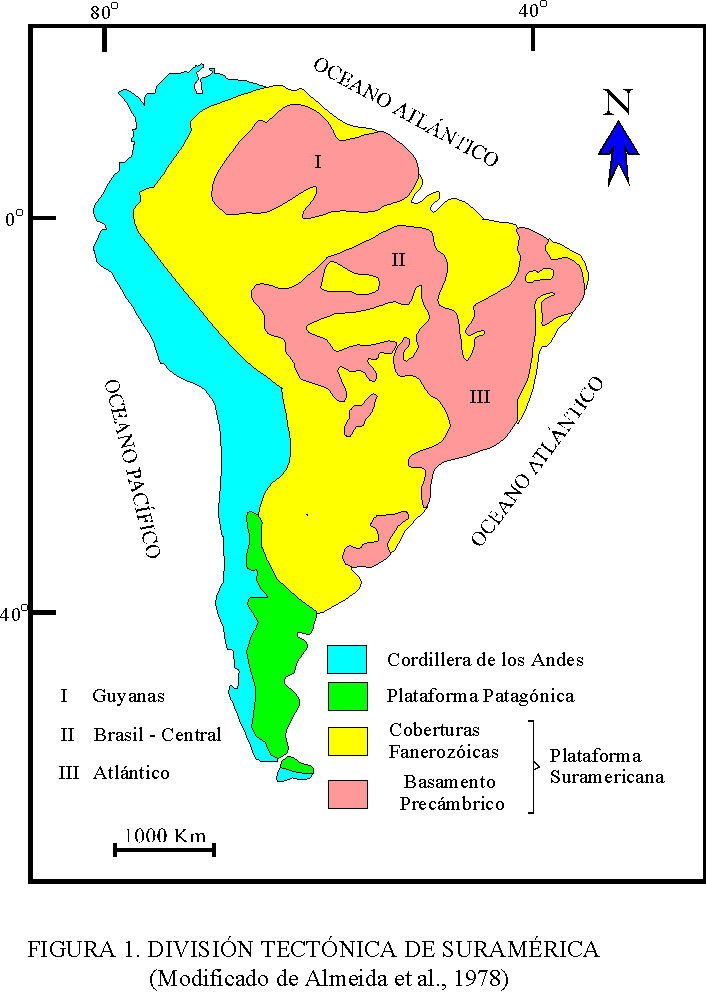 80°
40°
OCEANO ATLÁNTICO
N
I
0°
II
III
OCEANO PACÍFICO
OCEANO ATLÁNTICO
40°
Cordillera de los Andes
I Guyanas
Plataforma Patagónica
II Brasil - Central
Coberturas
Fanerozóicas
Plataforma
Suramericana
III Atlántico
Basamento
Precámbrico
1000 Km
FIGURA 1. DIVISIÓN TECTÓNICA DE SURAMÉRICA
(Modificado de Almeida et al., 1978)